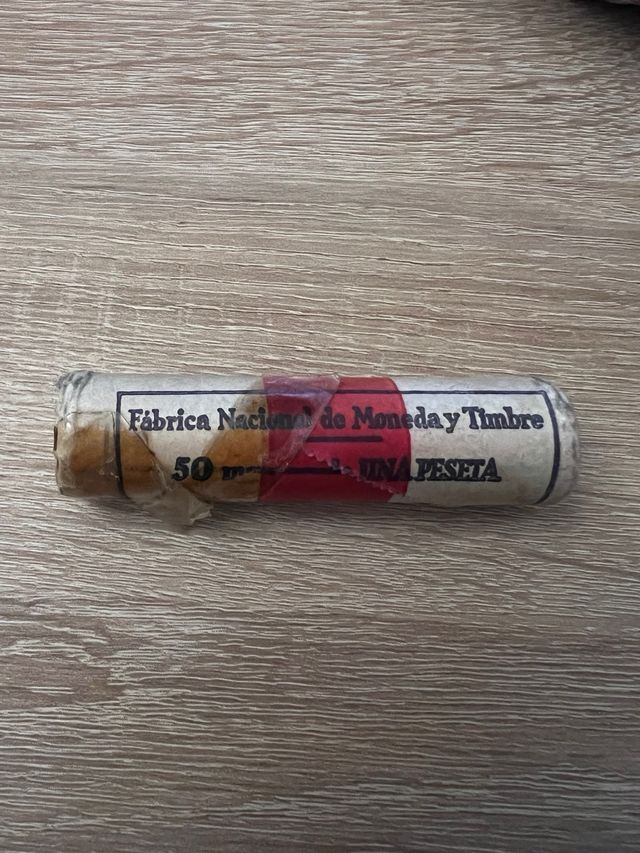 Fábrica Nacional de Moneda y Timbre
50 UNA PESETA